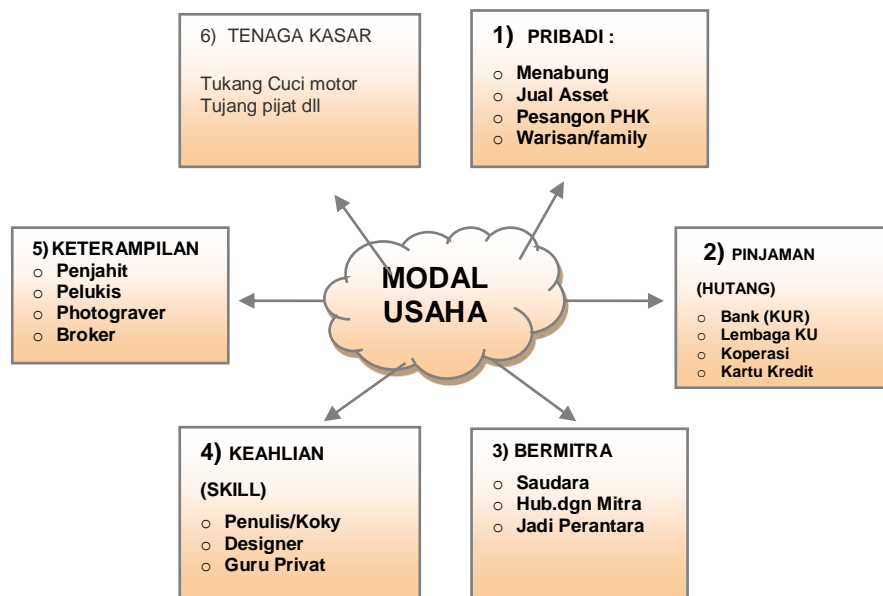 MODAL
USAHA
1) PRIBADI :
o Menabung
o Jual Asset
o Pesangon PHK
o Warisan/family
2) PINJAMAN
(HUTANG)
o Bank (KUR)
o Lembaga KU
o Koperasi
o Kartu Kredit
3) BERMITRA
o Saudara
o Hub.dgn Mitra
o Jadi Perantara
4) KEAHLIAN
(SKILL)
o Penulis/Koky
o Designer
o Guru Privat
5) KETERAMPILAN
o Penjahit
o Pelukis
o Photograver
o Broker
6) TENAGA KASAR
Tukang Cuci motor
Tujang pijat dll